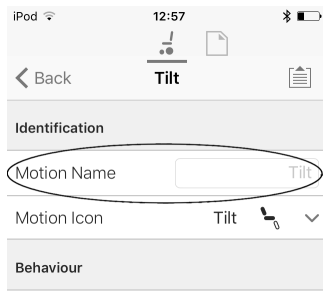 iPod 12:57
Back Tilt
Identification
Motion Name Tilt
Motion Icon Tilt
Behaviour